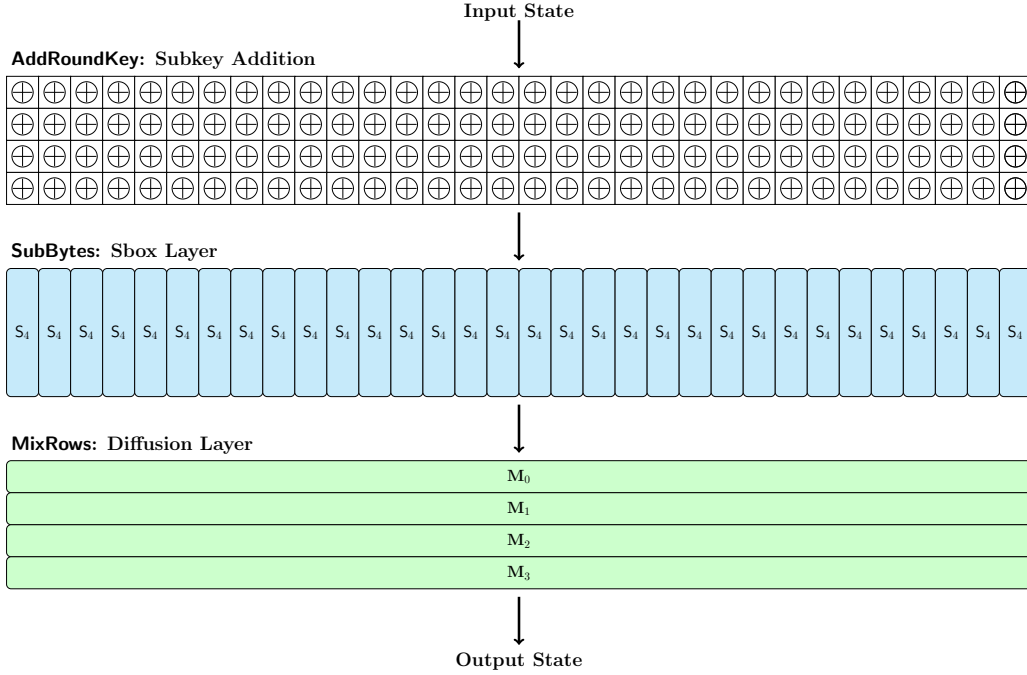 Input State
AddRoundKey: Subkey Addition
SubBytes: Sbox Layer
S₄ S₄ S₄ S₄ S₄ S₄ S₄ S₄ S₄ S₄ S₄ S₄ S₄ S₄ S₄ S₄ S₄ S₄ S₄ S₄ S₄ S₄ S₄ S₄ S₄ S₄ S₄ S₄ S₄ S₄ S₄ S₄
MixRows: Diffusion Layer
M₀
M₁
M₂
M₃
Output State